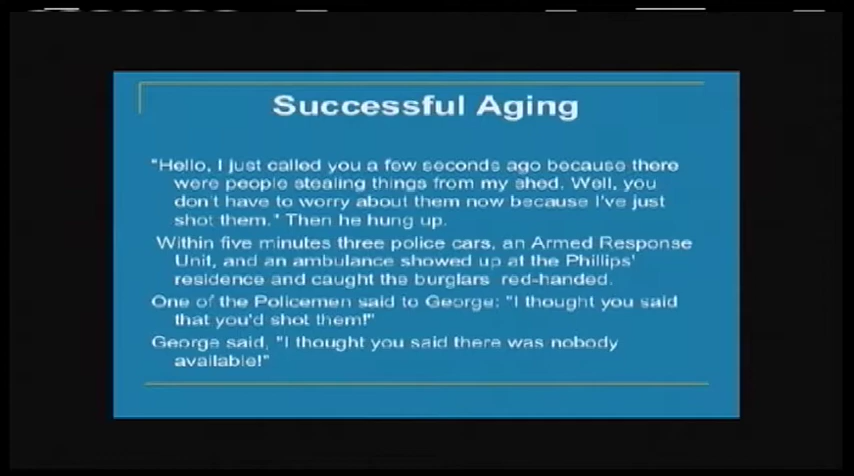 Successful Aging
"Hello, I just called you a few seconds ago because there
were people stealing things from my shed. Well, you
don't have to worry about them now because I've just
shot them." Then he hung up.
Within five minutes three police cars, an Armed Response
Unit, and an ambulance showed up at the Phillips'
residence and caught the burglars red-handed.
One of the Policemen said to George: "I thought you said
that you'd shot them!"
George said, "I thought you said there was nobody
available!"